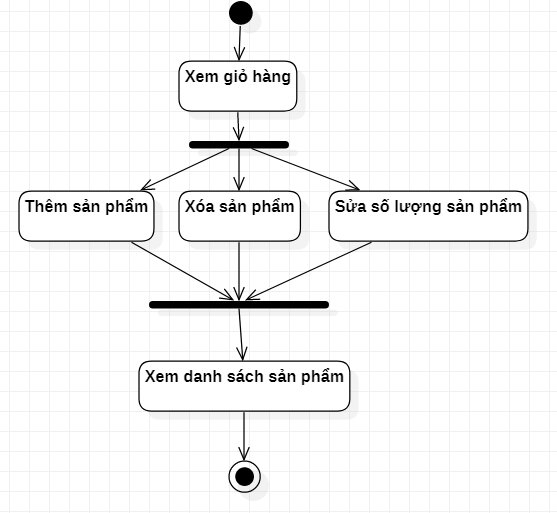 Xem giỏ hàng
Thêm sản phẩm
Xóa sản phẩm
Sửa số lượng sản phẩm
Xem danh sách sản phẩm